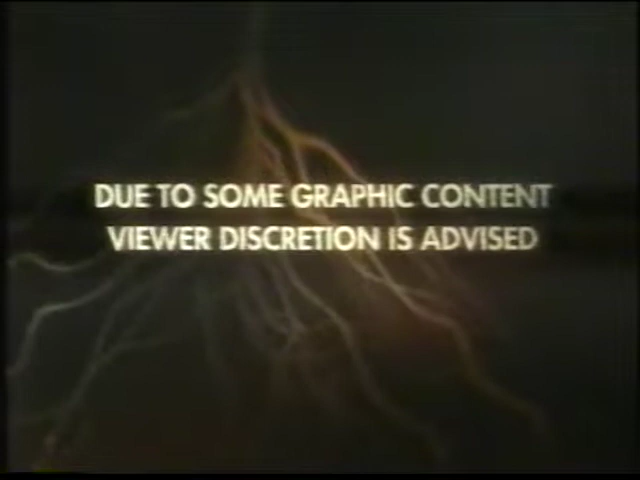 DUE TO SOME GRAPHIC CONTENT
VIEWER DISCRETION IS ADVISED